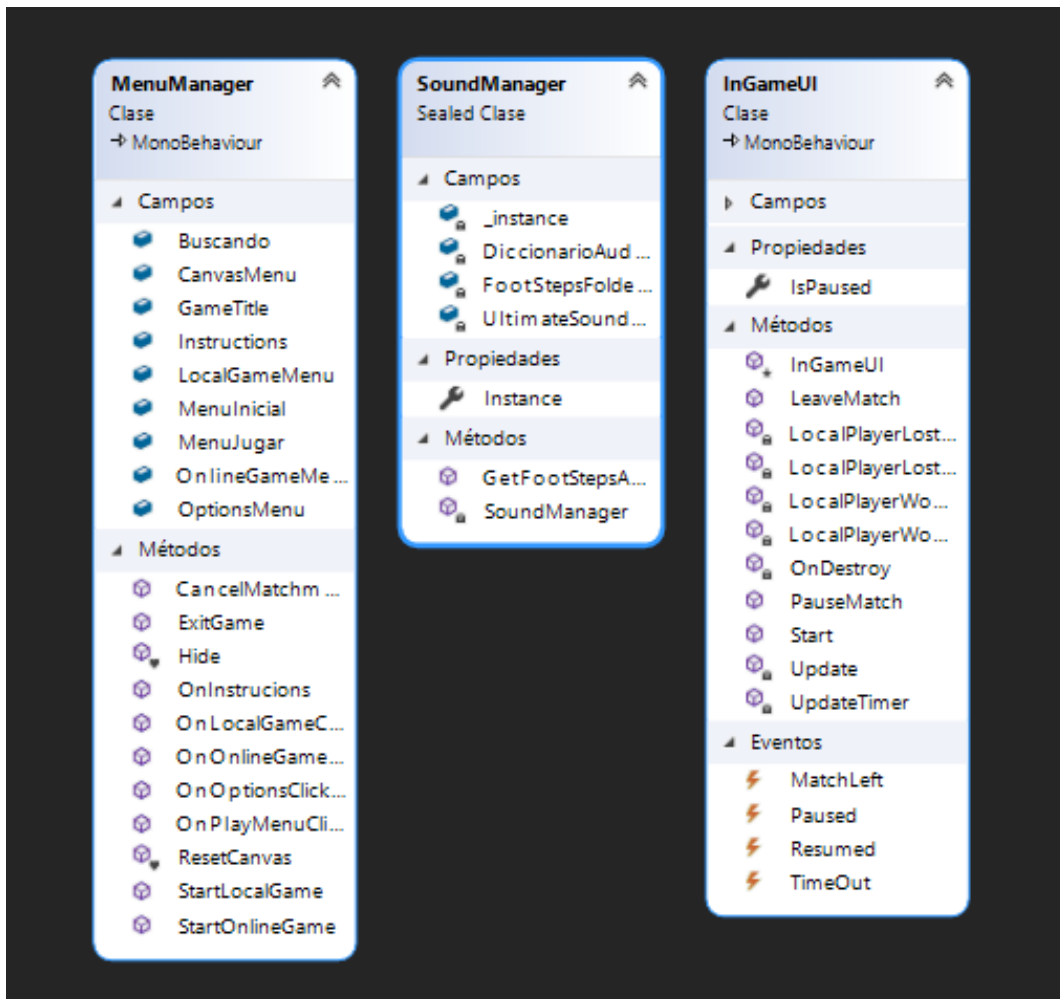 MenuManager
Clase
MonoBehaviour
Campos
Buscando
CanvasMenu
GameTitle
Instructions
LocalGameMenu
MenuInicial
MenuJugar
OnlineGameMe...
OptionsMenu
Métodos
CancelMatchm...
ExitGame
Hide
OnInstrucions
OnLocalGameC...
OnOnlineGame...
OnOptionsClick...
OnPlayMenuCli...
ResetCanvas
StartLocalGame
StartOnlineGame
SoundManager
Sealed Clase
Campos
_instance
DiccionarioAud...
FootStepsFolde...
UltimateSound...
Propiedades
Instance
Métodos
GetFootStepsA...
SoundManager
InGameUI
Clase
MonoBehaviour
Campos
Propiedades
IsPaused
Métodos
InGameUI
LeaveMatch
LocalPlayerLost...
LocalPlayerLost...
LocalPlayerWo...
LocalPlayerWo...
OnDestroy
PauseMatch
Start
Update
UpdateTimer
Eventos
MatchLeft
Paused
Resumed
TimeOut